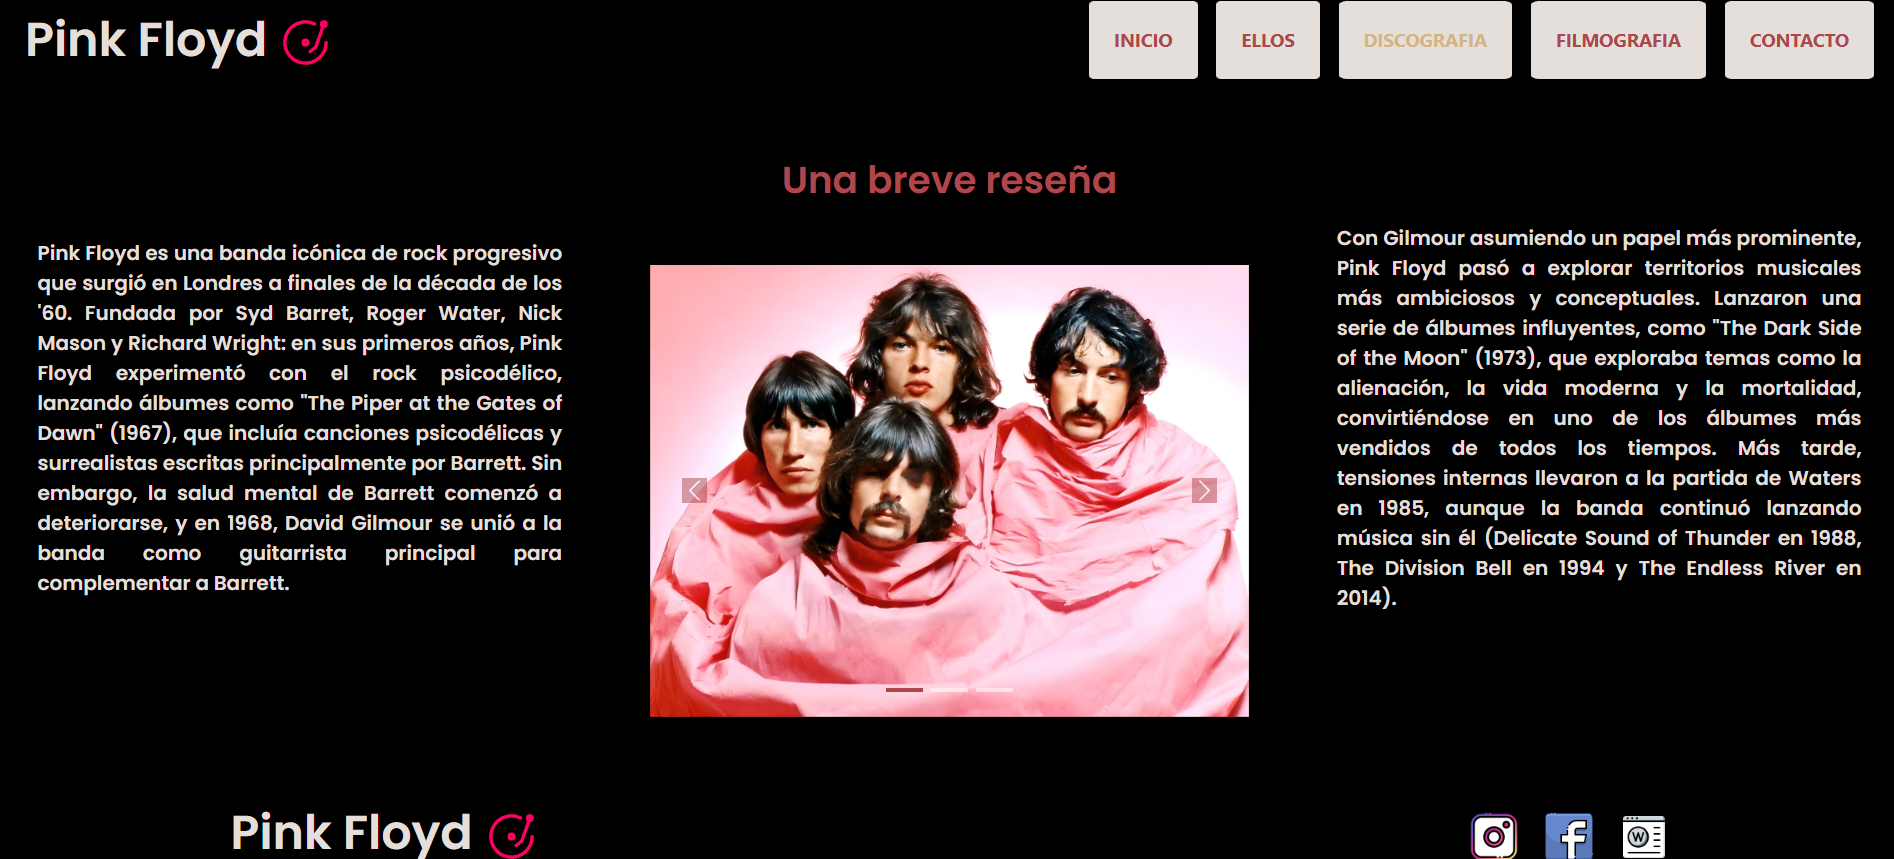 Pink Floyd
INICIO
ELLOS
DISCOGRAFIA
FILMOGRAFIA
CONTACTO
Una breve reseña
Pink Floyd es una banda icónica de rock progresivo
que surgió en Londres a finales de la década de los
'60. Fundada por Syd Barret, Roger Water, Nick
Mason y Richard Wright: en sus primeros años, Pink
Floyd experimentó con el rock psicodélico,
lanzando álbumes como "The Piper at the Gates of
Dawn" (1967), que incluía canciones psicodélicas y
surrealistas escritas principalmente por Barrett. Sin
embargo, la salud mental de Barrett comenzó a
deteriorarse, y en 1968, David Gilmour se unió a la
banda como guitarrista principal para
complementar a Barrett.
Con Gilmour asumiendo un papel más prominente,
Pink Floyd pasó a explorar territorios musicales
más ambiciosos y conceptuales. Lanzaron una
serie de álbumes influyentes, como "The Dark Side
of the Moon" (1973), que exploraba temas como la
alienación, la vida moderna y la mortalidad,
convirtiéndose en uno de los álbumes más
vendidos de todos los tiempos. Más tarde,
tensiones internas llevaron a la partida de Waters
en 1985, aunque la banda continuó lanzando
música sin él (Delicate Sound of Thunder en 1988,
The Division Bell en 1994 y The Endless River en
2014).
Pink Floyd
W